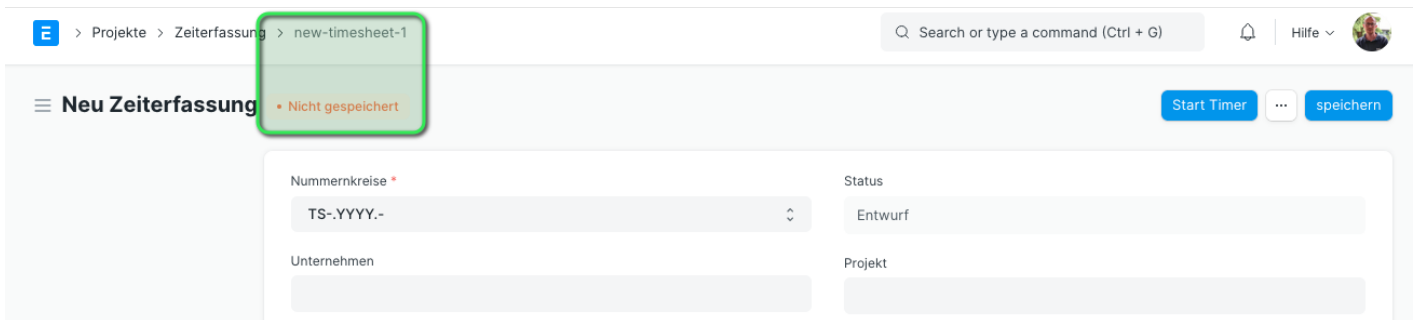 E > Projekte > Zeiterfassung > new-timesheet-1 Search or type a command (Ctrl + G) Hilfe
Neu Zeiterfassung • Nicht gespeichert Start Timer ... speichern
Nummernkreise * Status
TS-.YYYY.- Entwurf
Unternehmen Projekt